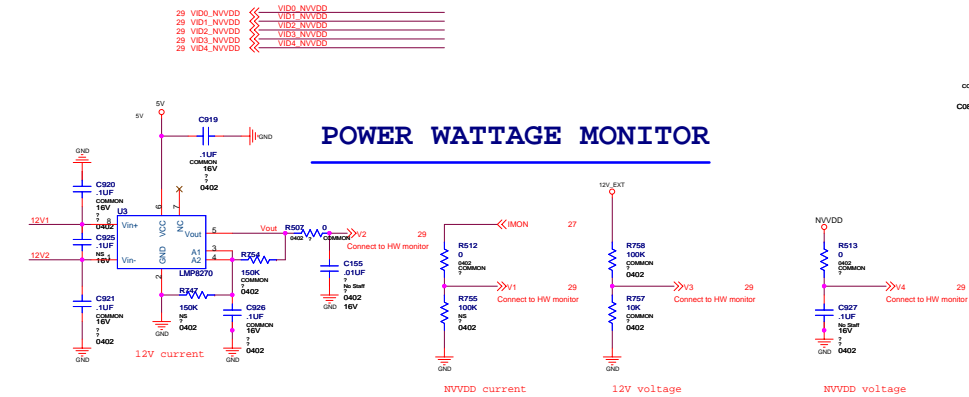 29 VID0_NVVDD VID0_NVVDD
29 VID1_NVVDD VID1_NVVDD
29 VID2_NVVDD VID2_NVVDD
29 VID3_NVVDD VID3_NVVDD
29 VID4_NVVDD VID4_NVVDD
POWER WATTAGE MONITOR
5V
5V
C919
GND
.1UF
COMMON
16V
?
?
0402
GND
C920
.1UF
COMMON
16V
?
?
0402
12V1
12V2
C925
.1UF
NS
16V
U3
8
Vin+
1
Vin-
6
VCC
7
NC
Vout
5
A1
3
A2
4
GND
2
LMP8270
Vout
R507
0
0402
?
COMMON
V2
29
Connect to HW monitor
C155
.01UF
?
No Staff
?
0402
16V
GND
R754
150K
COMMON
?
0402
R747
150K
NS
?
0402
GND
C921
.1UF
COMMON
16V
?
?
0402
GND
C926
.1UF
COMMON
16V
?
?
0402
GND
12V current
IMON
27
R512
0
0402
COMMON
?
V1
29
Connect to HW monitor
R755
100K
NS
?
0402
GND
NVVDD current
12V_EXT
R758
100K
COMMON
?
0402
V3
29
Connect to HW monitor
R757
10K
COMMON
?
0402
GND
12V voltage
NVVDD
R513
0
0402
COMMON
?
V4
29
Connect to HW monitor
C927
.1UF
No Staff
16V
?
?
0402
GND
NVVDD voltage